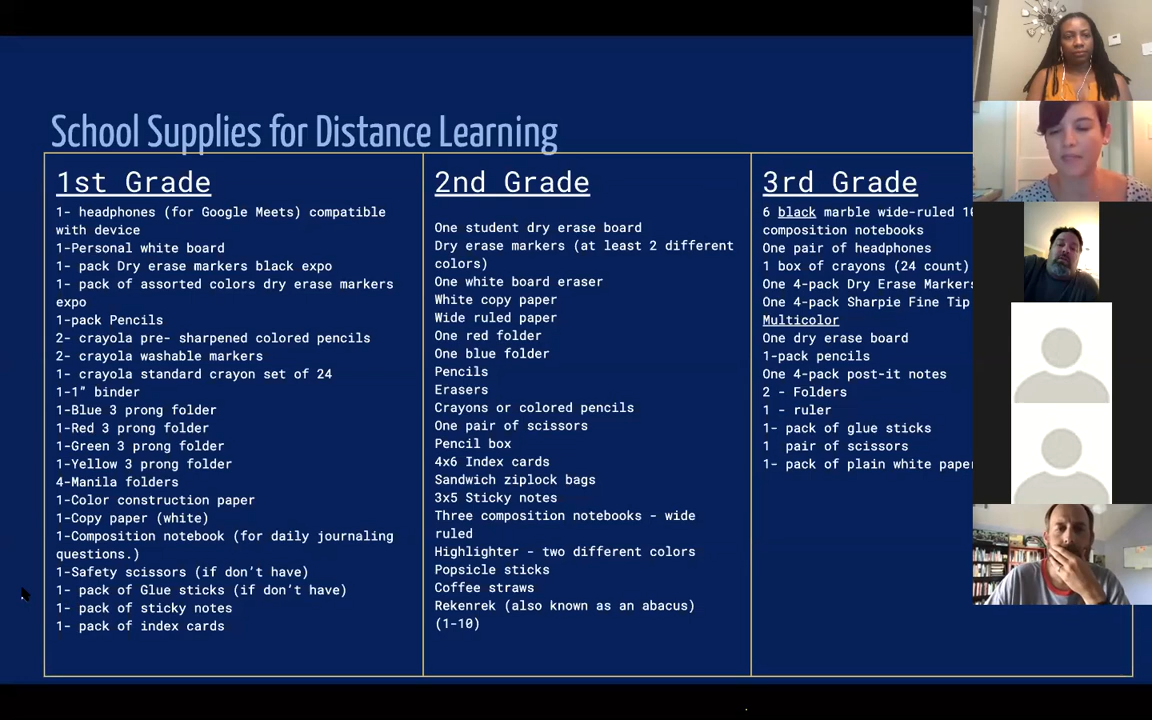 School Supplies for Distance Learning
1st Grade
1- headphones (for Google Meets) compatible
with device
1-Personal white board
1- pack Dry erase markers black expo
1- pack of assorted colors dry erase markers
expo
1-pack Pencils
2- crayola pre- sharpened colored pencils
2- crayola washable markers
1- crayola standard crayon set of 24
1-1” binder
1-Blue 3 prong folder
1-Red 3 prong folder
1-Green 3 prong folder
1-Yellow 3 prong folder
4-Manila folders
1-Color construction paper
1-Copy paper (white)
1-Composition notebook (for daily journaling
questions.)
1-Safety scissors (if don’t have)
1- pack of Glue sticks (if don’t have)
1- pack of sticky notes
1- pack of index cards
2nd Grade
One student dry erase board
Dry erase markers (at least 2 different
colors)
One white board eraser
White copy paper
Wide ruled paper
One red folder
One blue folder
Pencils
Erasers
Crayons or colored pencils
One pair of scissors
Pencil box
4x6 Index cards
Sandwich ziplock bags
3x5 Sticky notes
Three composition notebooks - wide
ruled
Highlighter - two different colors
Popsicle sticks
Coffee straws
Rekenrek (also known as an abacus)
(1-10)
3rd Grade
6 black marble wide-ruled
composition notebooks
One pair of headphones
1 box of crayons (24 count)
One 4-pack Dry Erase Markers
One 4-pack Sharpie Fine Tip
Multicolor
One dry erase board
1-pack pencils
One 4-pack post-it notes
2 - Folders
1 - ruler
1- pack of glue sticks
1 pair of scissors
1- pack of plain white paper